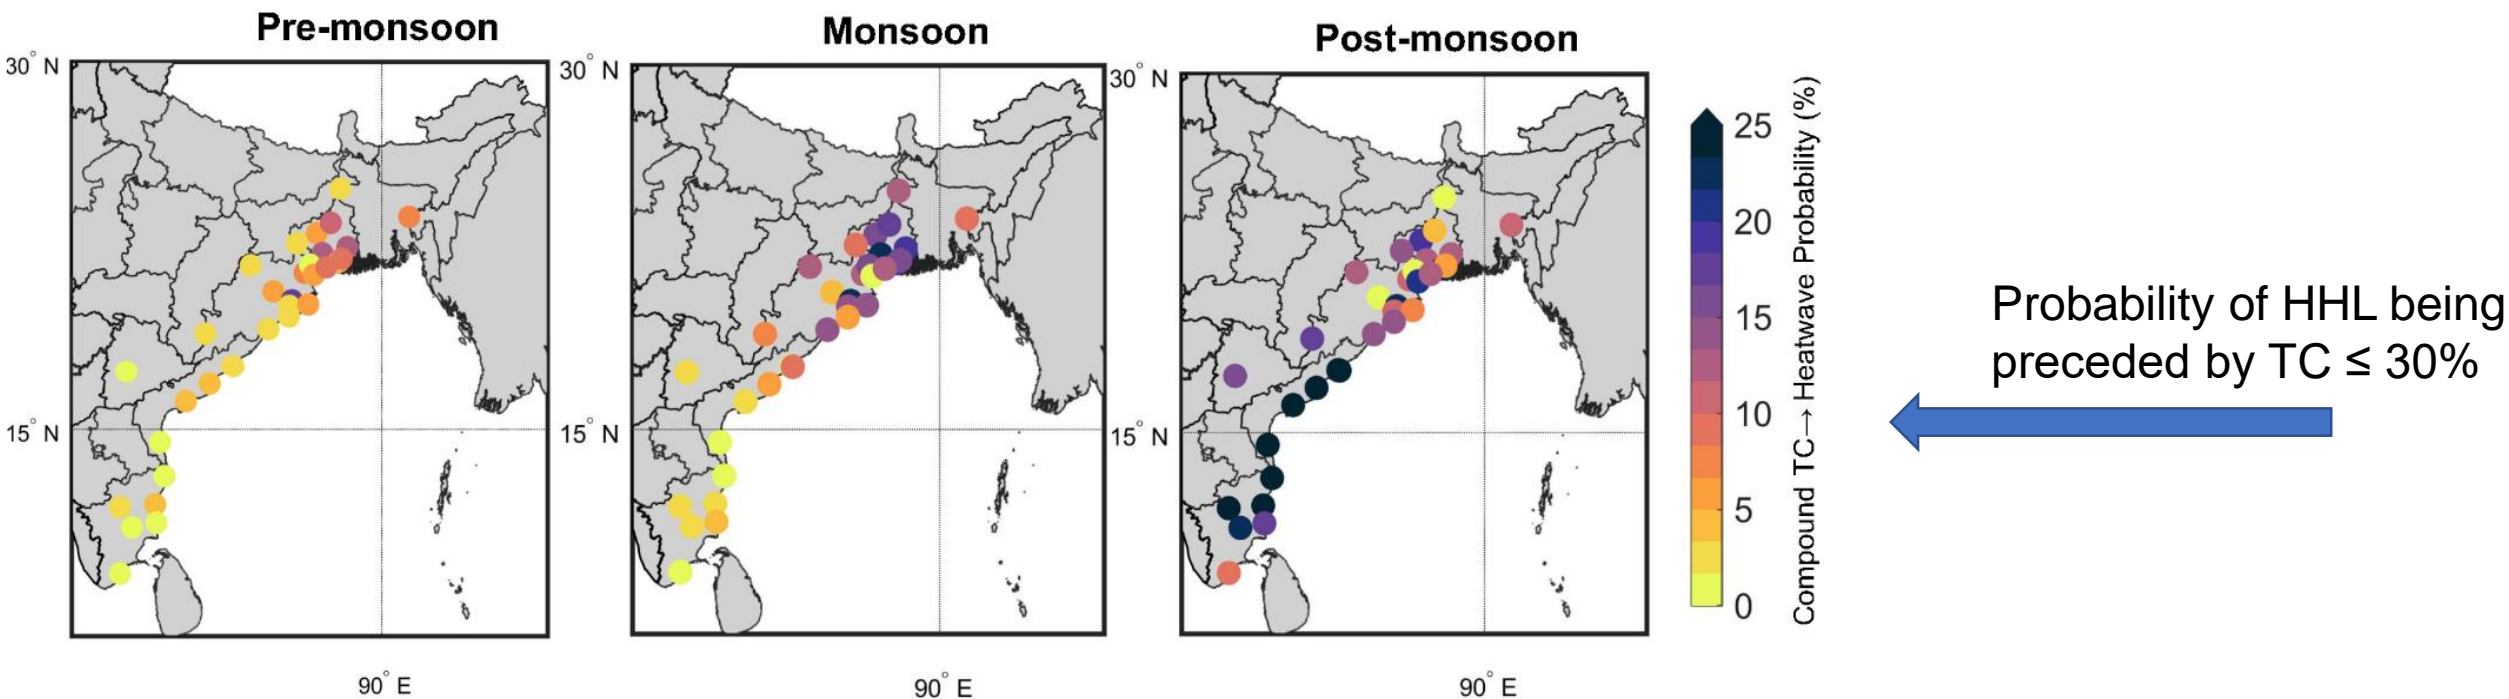 Pre-monsoon
Monsoon
Post-monsoon
30° N
30° N
30° N
15° N
15° N
15° N
90° E
90° E
90° E
25
20
15
10
5
0
Compound TC→Heatwave Probability (%)
Probability of HHL being
preceded by TC ≤ 30%